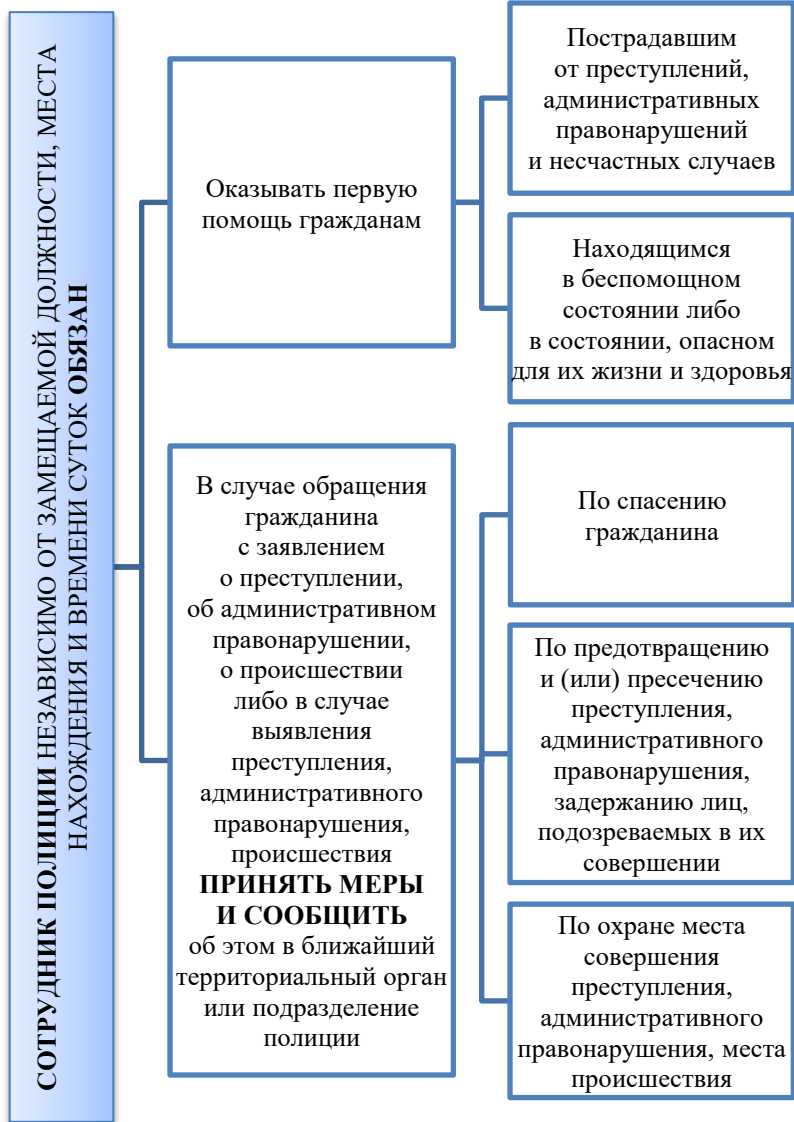 СОТРУДНИК ПОЛИЦИИ НЕЗАВИСИМО ОТ ЗАМЕЩАЕМОЙ ДОЛЖНОСТИ, МЕСТА
НАХОЖДЕНИЯ И ВРЕМЕНИ СУТОК ОБЯЗАН
Оказывать первую
помощь гражданам
Пострадавшим
от преступлений,
административных
правонарушений
и несчастных случаев
Находящимся
в беспомощном
состоянии либо
в состоянии, опасном
для их жизни и здоровья
В случае обращения
гражданина
с заявлением
о преступлении,
об административном
правонарушении,
о происшествии
либо в случае
выявления
преступления,
административного
правонарушения,
происшествия
ПРИНЯТЬ МЕРЫ
И СООБЩИТЬ
об этом в ближайший
территориальный орган
или подразделение
полиции
По спасению
гражданина
По предотвращению
и (или) пресечению
преступления,
административного
правонарушения,
задержанию лиц,
подозреваемых в их
совершении
По охране места
совершения
преступления,
административного
правонарушения, места
происшествия